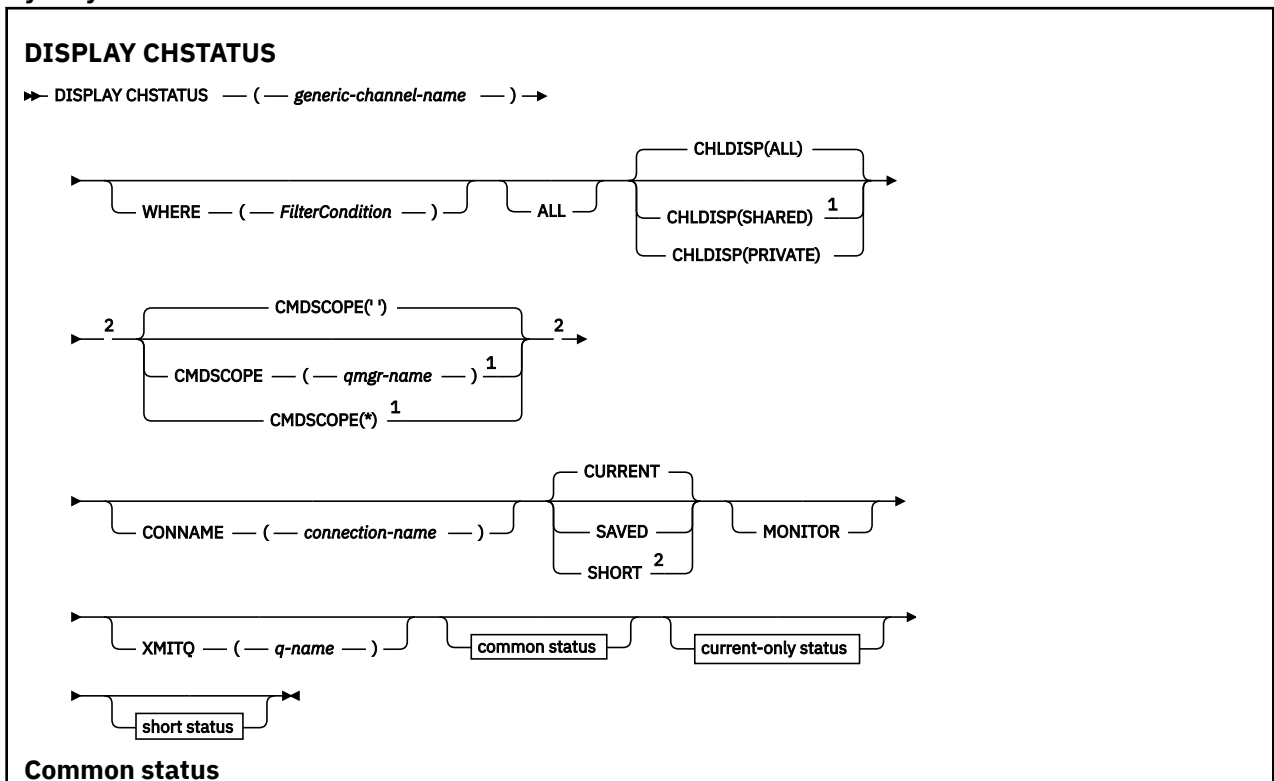 DISPLAY CHSTATUS
DISPLAY CHSTATUS ( generic-channel-name )
CHLDISP(ALL)
WHERE ( FilterCondition ) ALL CHLDISP(SHARED) 1
CHLDISP(PRIVATE)
CMDSCOPE(' ')
2 2
CMDSCOPE ( qmgr-name ) 1
CMDSCOPE(*) 1
CURRENT
CONNAME ( connection-name ) SAVED MONITOR
SHORT 2
XMITQ ( q-name ) common status current-only status
short status
Common status